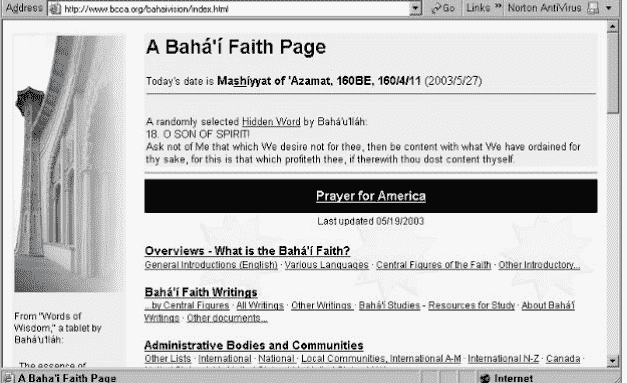 Address http://www.bcca.org/bahaivision/index.html Go Links » Norton AntiVirus
A Bahá'í Faith Page
Today's date is Mashíyyat of 'Azamat, 160BE, 160/4/11 (2003/5/27)
A randomly selected Hidden Word by Bahá'u'lláh:
18. O SON OF SPIRIT!
Ask not of Me that which We desire not for thee, then be content with what We have ordained for
thy sake, for this is that which profiteth thee, if therewith thou dost content thyself.
Prayer for America
Last updated 05/19/2003
Overviews - What is the Bahá'í Faith?
General Introductions (English) · Various Languages · Central Figures of the Faith · Other Introductory...
Bahá'í Faith Writings
...by Central Figures · All Writings · Other Writings · Bahá'í Studies - Resources for Study · About Bahá'í
Writings · Other documents...
Administrative Bodies and Communities
Other Lists · International · National · Local Communities, International A-M · International N-Z · Canada ·
From "Words of
Wisdom," a tablet by
Bahá'u'lláh:
The essence of
A Baha'i Faith Page Internet